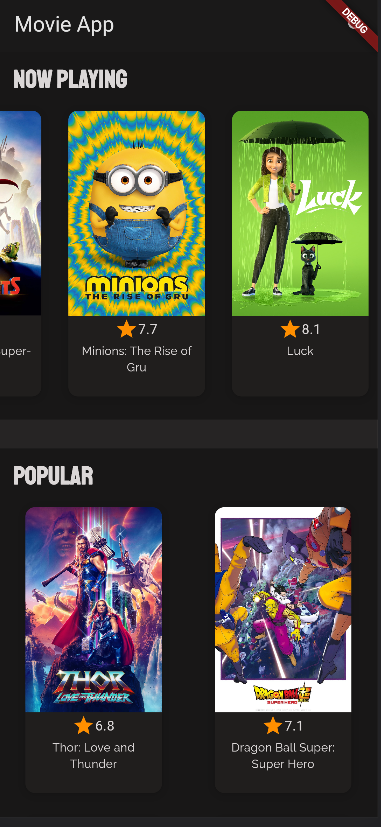 Movie App
DEBUG
NOW PLAYING
Luck
MINIONS
THE RISE OF GRU
TS
7.7
8.1
uper-
Minions: The Rise of
Gru
Luck
POPULAR
THOR
LOVE AND THUNDER
DRAGON BALL
SUPER
SUPER HERO
6.8
7.1
Thor: Love and
Thunder
Dragon Ball Super:
Super Hero